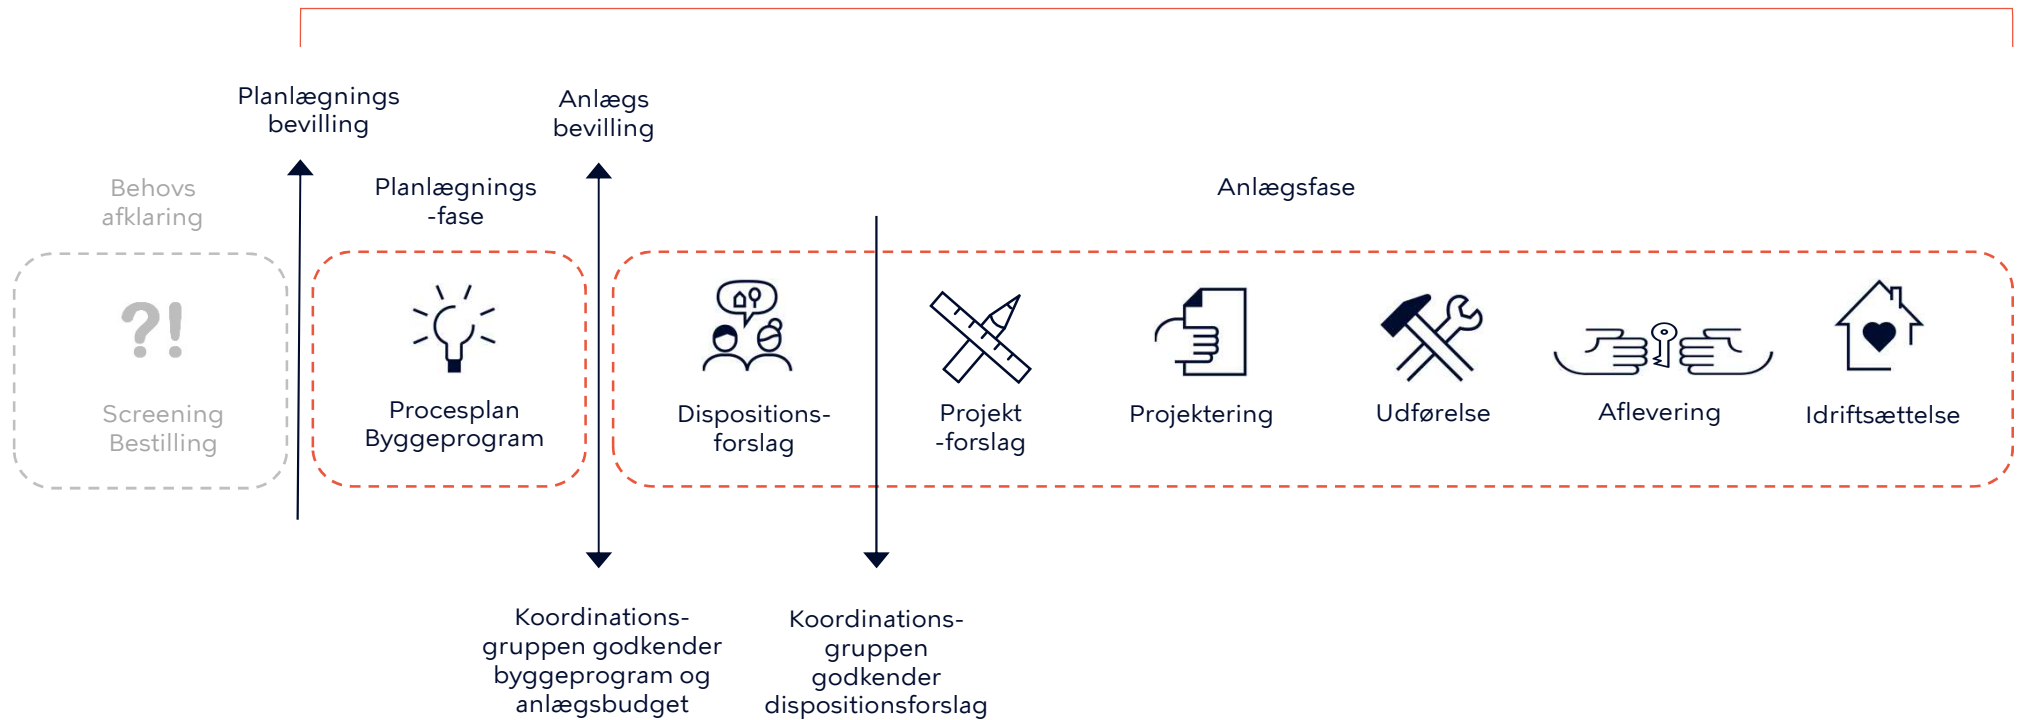 Planlægnings
bevilling
Anlægs
bevilling
Behovs
afklaring
Planlægnings
-fase
Anlægsfase
?!
Screening
Bestilling
Procesplan
Byggeprogram
Dispositions-
forslag
Projekt
-forslag
Projektering
Udførelse
Aflevering
Idriftsættelse
Koordinations-
gruppen godkender
byggeprogram og
anlægsbudget
Koordinations-
gruppen
godkender
dispositionsforslag